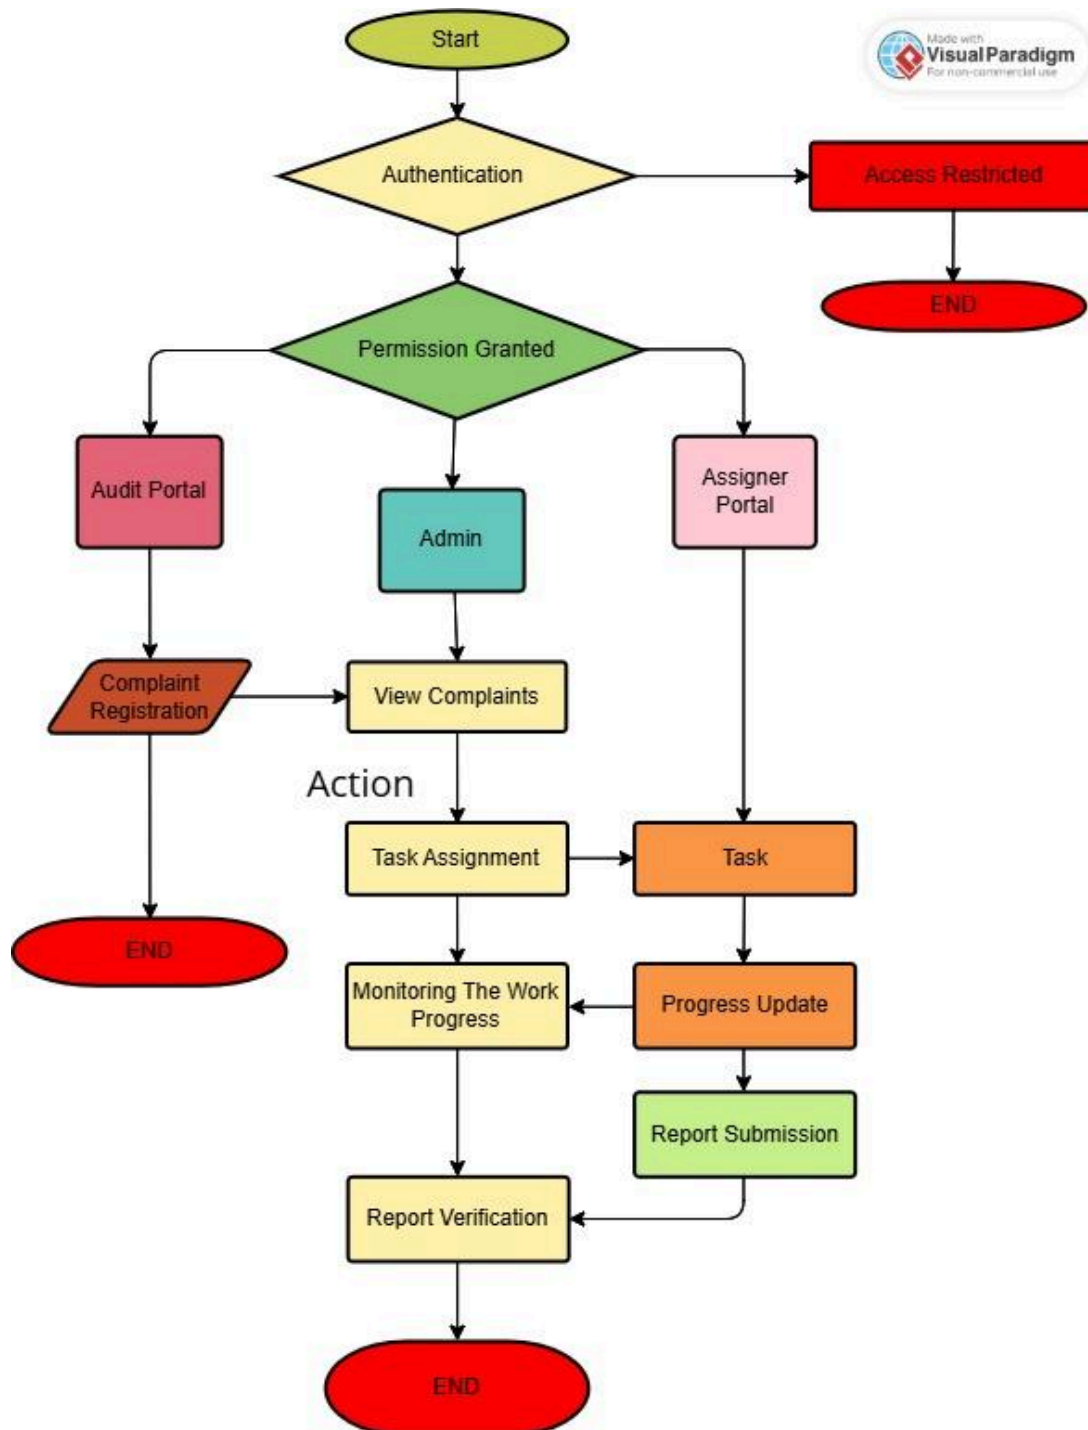 Start
Made with
Visual Paradigm
For non-commercial use
Authentication
Access Restricted
END
Permission Granted
Audit Portal
Admin
Assigner
Portal
Complaint
Registration
View Complaints
Action
Task Assignment
Task
END
Monitoring The Work
Progress
Progress Update
Report Submission
Report Verification
END